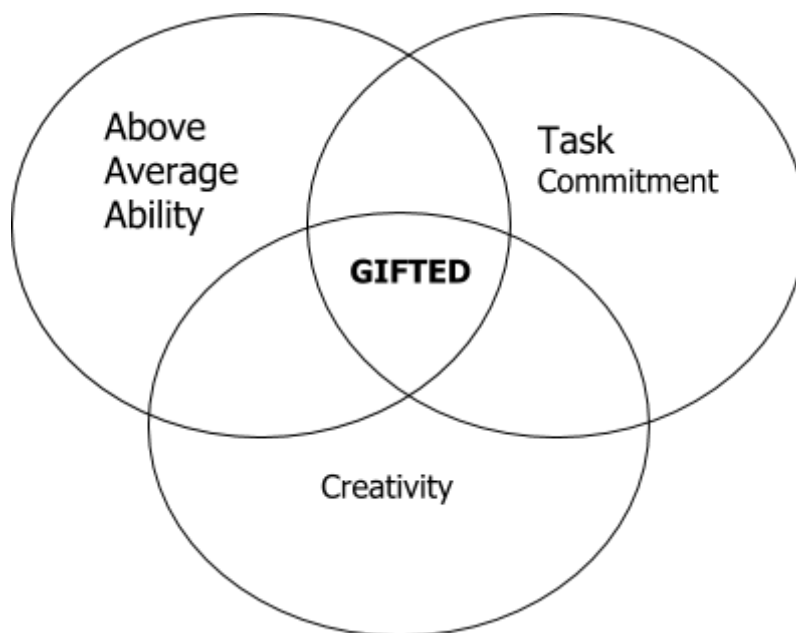 Above
Average
Ability
Task
Commitment
GIFTED
Creativity